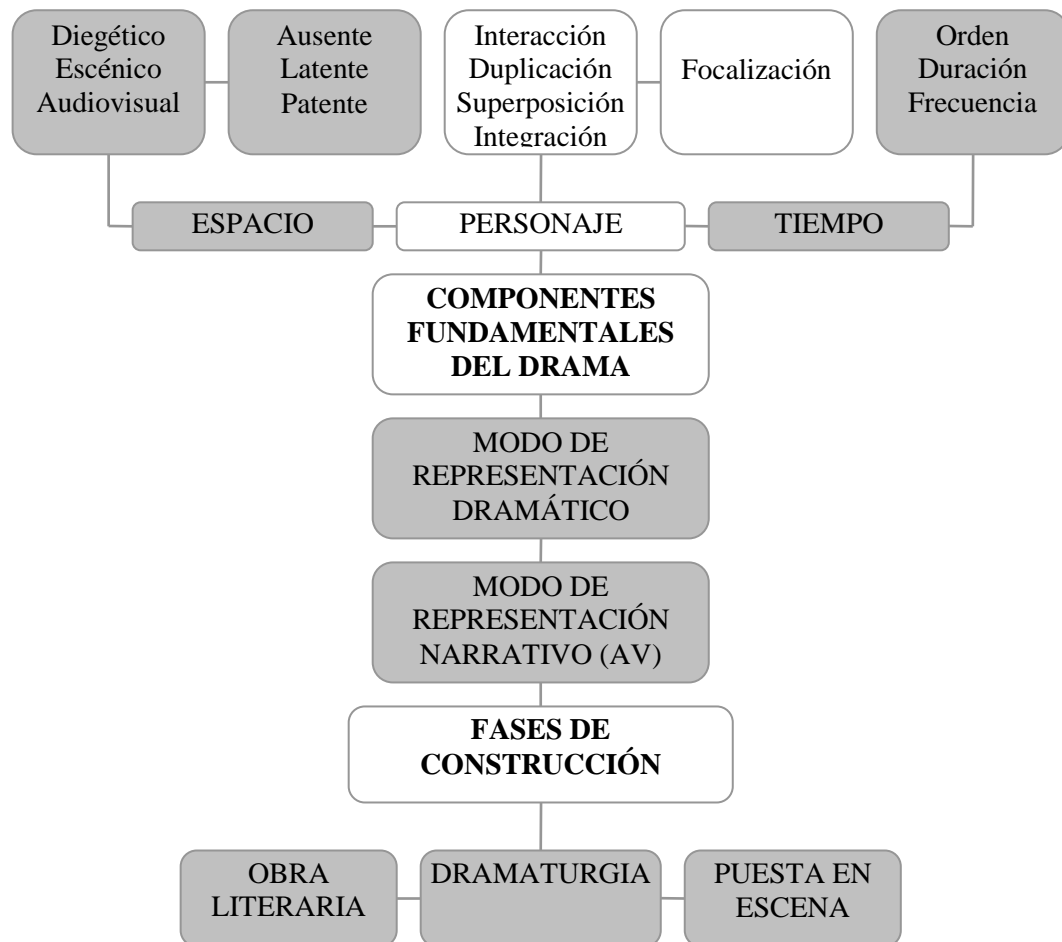 Diegético
Escénico
Audiovisual
Ausente
Latente
Patente
Interacción
Duplicación
Superposición
Integración
Focalización
Orden
Duración
Frecuencia
ESPACIO
PERSONAJE
TIEMPO
COMPONENTES
FUNDAMENTALES
DEL DRAMA
MODO DE
REPRESENTACIÓN
DRAMÁTICO
MODO DE
REPRESENTACIÓN
NARRATIVO (AV)
FASES DE
CONSTRUCCIÓN
OBRA
LITERARIA
DRAMATURGIA
PUESTA EN
ESCENA